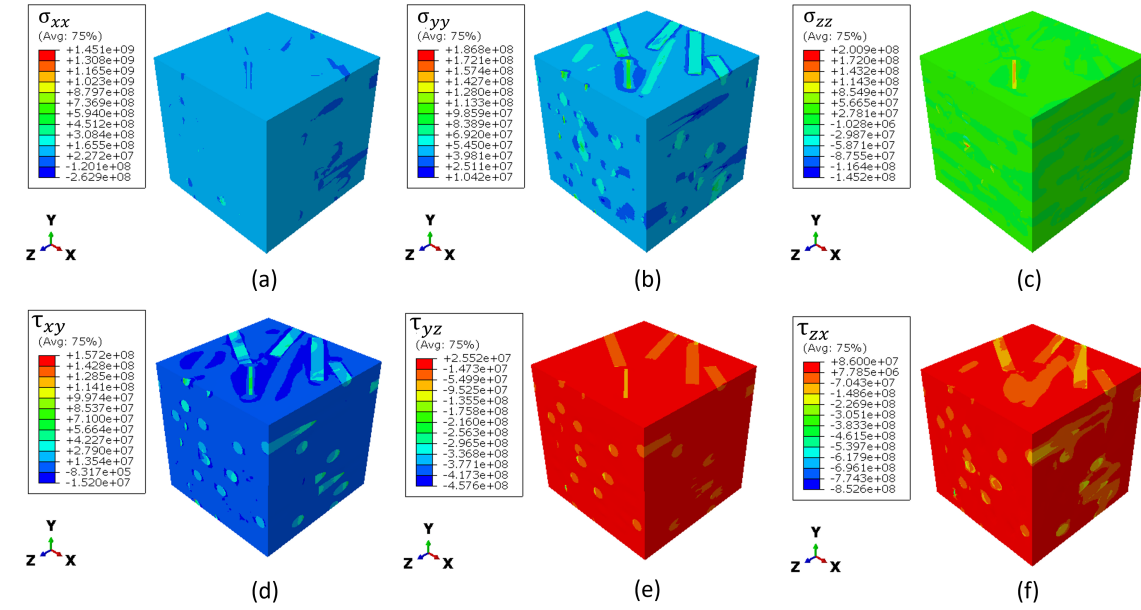 σxx
(Avg: 75%)
+1.451e+09
+1.308e+09
+1.165e+09
+1.023e+09
+8.797e+08
+7.369e+08
+5.940e+08
+4.512e+08
+3.084e+08
+1.655e+08
+2.272e+07
-1.201e+08
-2.629e+08
Y
Z
X
(a)
σyy
(Avg: 75%)
+1.868e+08
+1.721e+08
+1.574e+08
+1.427e+08
+1.280e+08
+1.133e+08
+9.859e+07
+8.389e+07
+6.920e+07
+5.450e+07
+3.981e+07
+2.511e+07
+1.042e+07
Y
Z
X
(b)
σzz
(Avg: 75%)
+2.009e+08
+1.720e+08
+1.432e+08
+1.143e+08
+8.549e+07
+5.665e+07
+2.781e+07
-1.028e+06
-2.987e+07
-5.871e+07
-8.755e+07
-1.164e+08
-1.452e+08
Y
Z
X
(c)
τxy
(Avg: 75%)
+1.572e+08
+1.428e+08
+1.285e+08
+1.141e+08
+9.974e+07
+8.537e+07
+7.100e+07
+5.664e+07
+4.227e+07
+2.790e+07
+1.354e+07
-8.317e+05
-1.520e+07
Y
Z
X
(d)
τyz
(Avg: 75%)
+2.552e+07
-1.473e+07
-5.499e+07
-9.525e+07
-1.355e+08
-1.758e+08
-2.160e+08
-2.563e+08
-2.965e+08
-3.368e+08
-3.771e+08
-4.173e+08
-4.576e+08
Y
Z
X
(e)
τzx
(Avg: 75%)
+8.600e+07
+7.785e+06
-7.043e+07
-1.486e+08
-2.269e+08
-3.051e+08
-3.833e+08
-4.615e+08
-5.397e+08
-6.179e+08
-6.961e+08
-7.743e+08
-8.526e+08
Y
Z
X
(f)